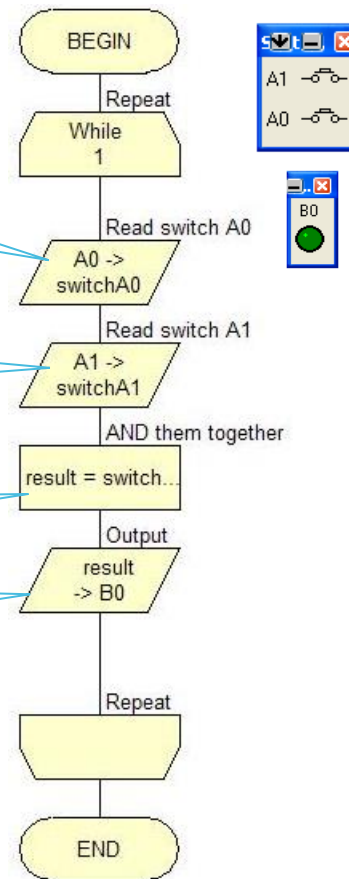 BEGIN
Repeat
While
1
A1
A0
B0
Read switch A0
A0 ->
switchA0
Read switch A1
A1 ->
switchA1
AND them together
result = switch...
Output
result
-> B0
Repeat
END